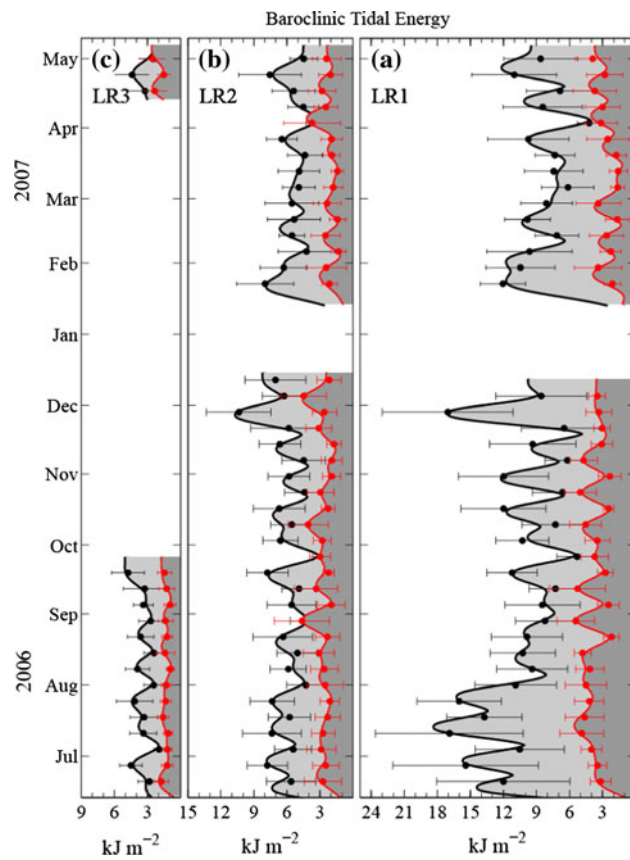 Baroclinic Tidal Energy
(c) (b) (a)
LR3 LR2 LR1
May
Apr
2007
Mar
Feb
Jan
Dec
Nov
Oct
Sep
2006
Aug
Jul
9 6 3 15 12 9 6 3 24 21 18 15 12 9 6 3
kJ m⁻² kJ m⁻² kJ m⁻²